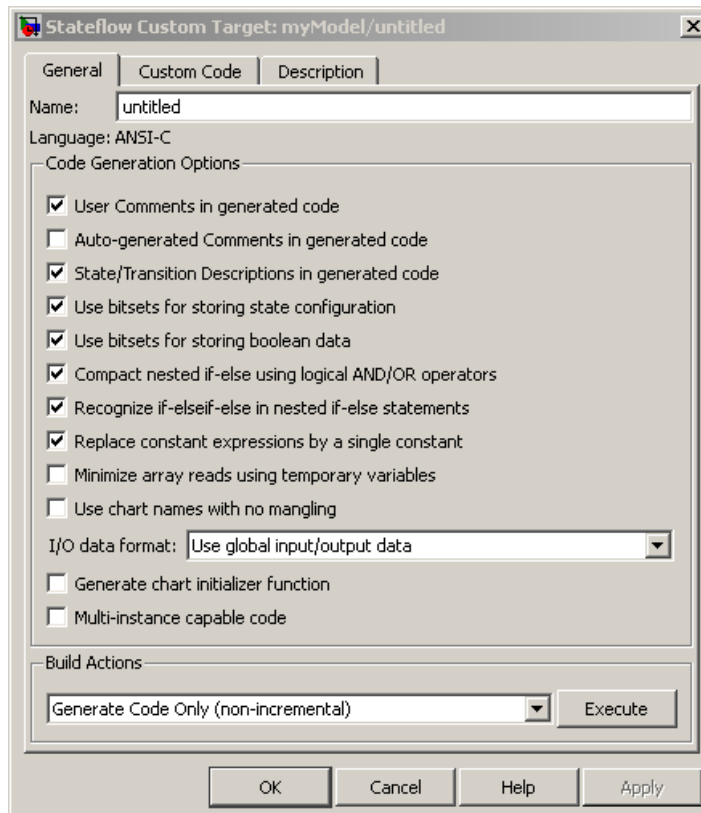 Stateflow Custom Target: myModel/untitled
General Custom Code Description
Name: untitled
Language: ANSI-C
Code Generation Options
User Comments in generated code
Auto-generated Comments in generated code
State/Transition Descriptions in generated code
Use bitsets for storing state configuration
Use bitsets for storing boolean data
Compact nested if-else using logical AND/OR operators
Recognize if-elseif-else in nested if-else statements
Replace constant expressions by a single constant
Minimize array reads using temporary variables
Use chart names with no mangling
I/O data format: Use global input/output data
Generate chart initializer function
Multi-instance capable code
Build Actions
Generate Code Only (non-incremental) Execute
OK Cancel Help Apply